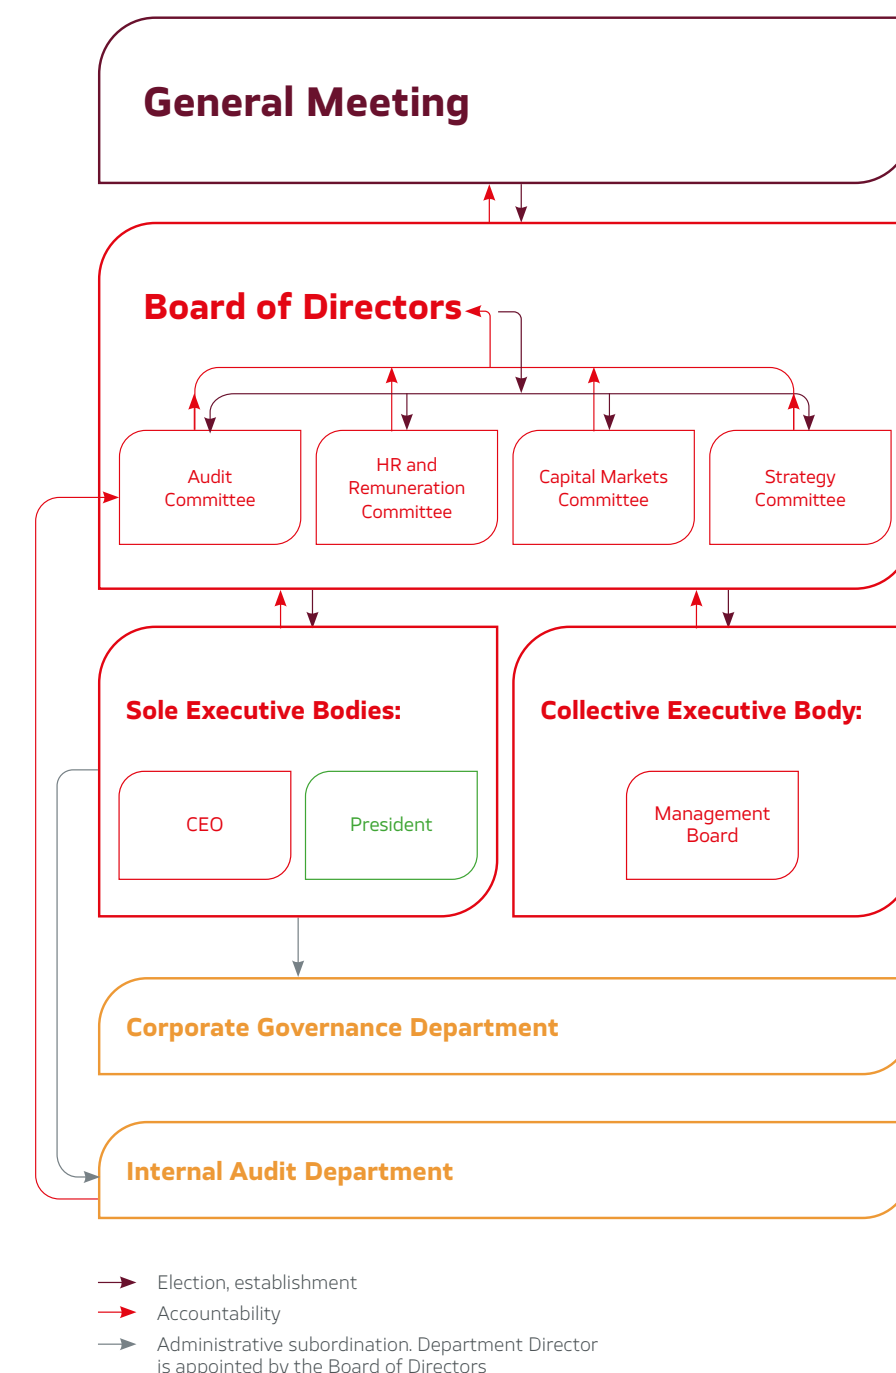 General Meeting
Board of Directors
Audit
Committee
HR and
Remuneration
Committee
Capital Markets
Committee
Strategy
Committee
Sole Executive Bodies:
CEO
President
Collective Executive Body:
Management
Board
Corporate Governance Department
Internal Audit Department
Election, establishment
Accountability
Administrative subordination. Department Director
is appointed by the Board of Directors